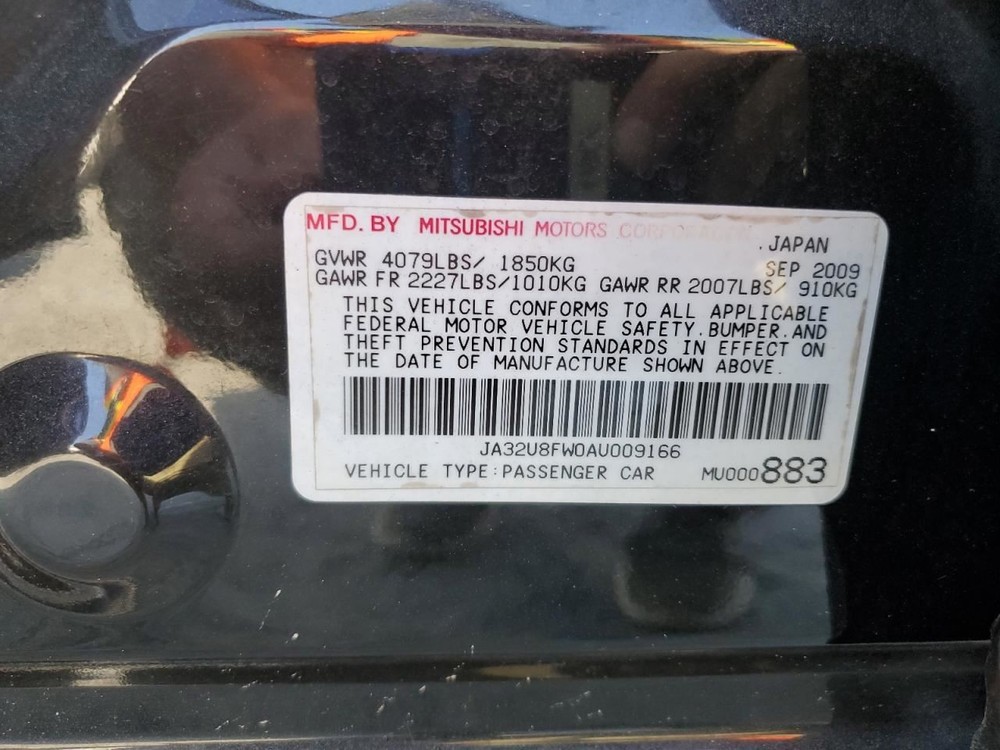 MFD. BY MITSUBISHI MOTORS CORPORATION, JAPAN
GVWR 4079LBS/ 1850KG SEP 2009
GAWR FR 2227LBS/1010KG GAWR RR 2007LBS/ 910KG
THIS VEHICLE CONFORMS TO ALL APPLICABLE
FEDERAL MOTOR VEHICLE SAFETY,BUMPER,AND
THEFT PREVENTION STANDARDS IN EFFECT ON
THE DATE OF MANUFACTURE SHOWN ABOVE.
JA32U8FW0AU009166
VEHICLE TYPE:PASSENGER CAR MU000883